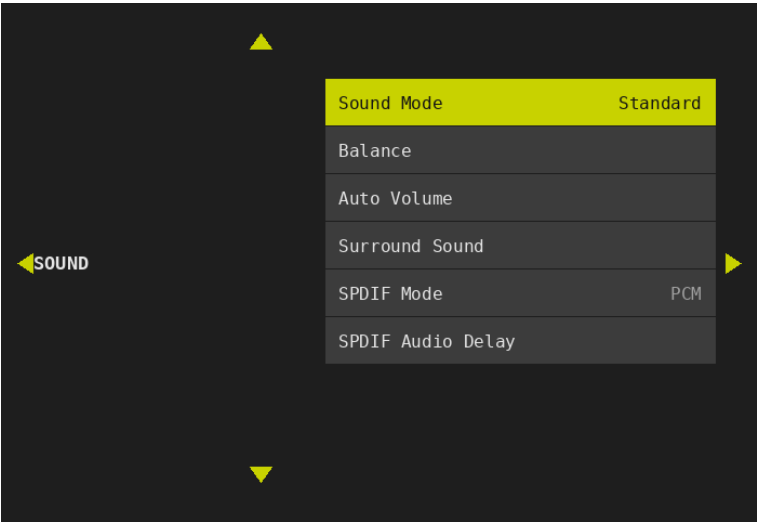 Sound Mode Standard
Balance
Auto Volume
Surround Sound
SOUND
SPDIF Mode PCM
SPDIF Audio Delay